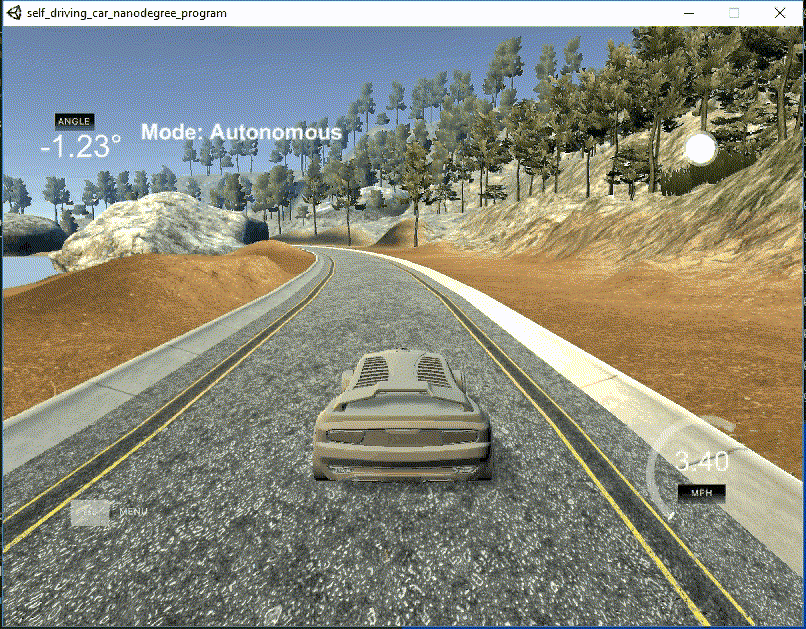 self_driving_car_nanodegree_program
ANGLE
-1.23°
Mode: Autonomous
3.40
MPH
MENU